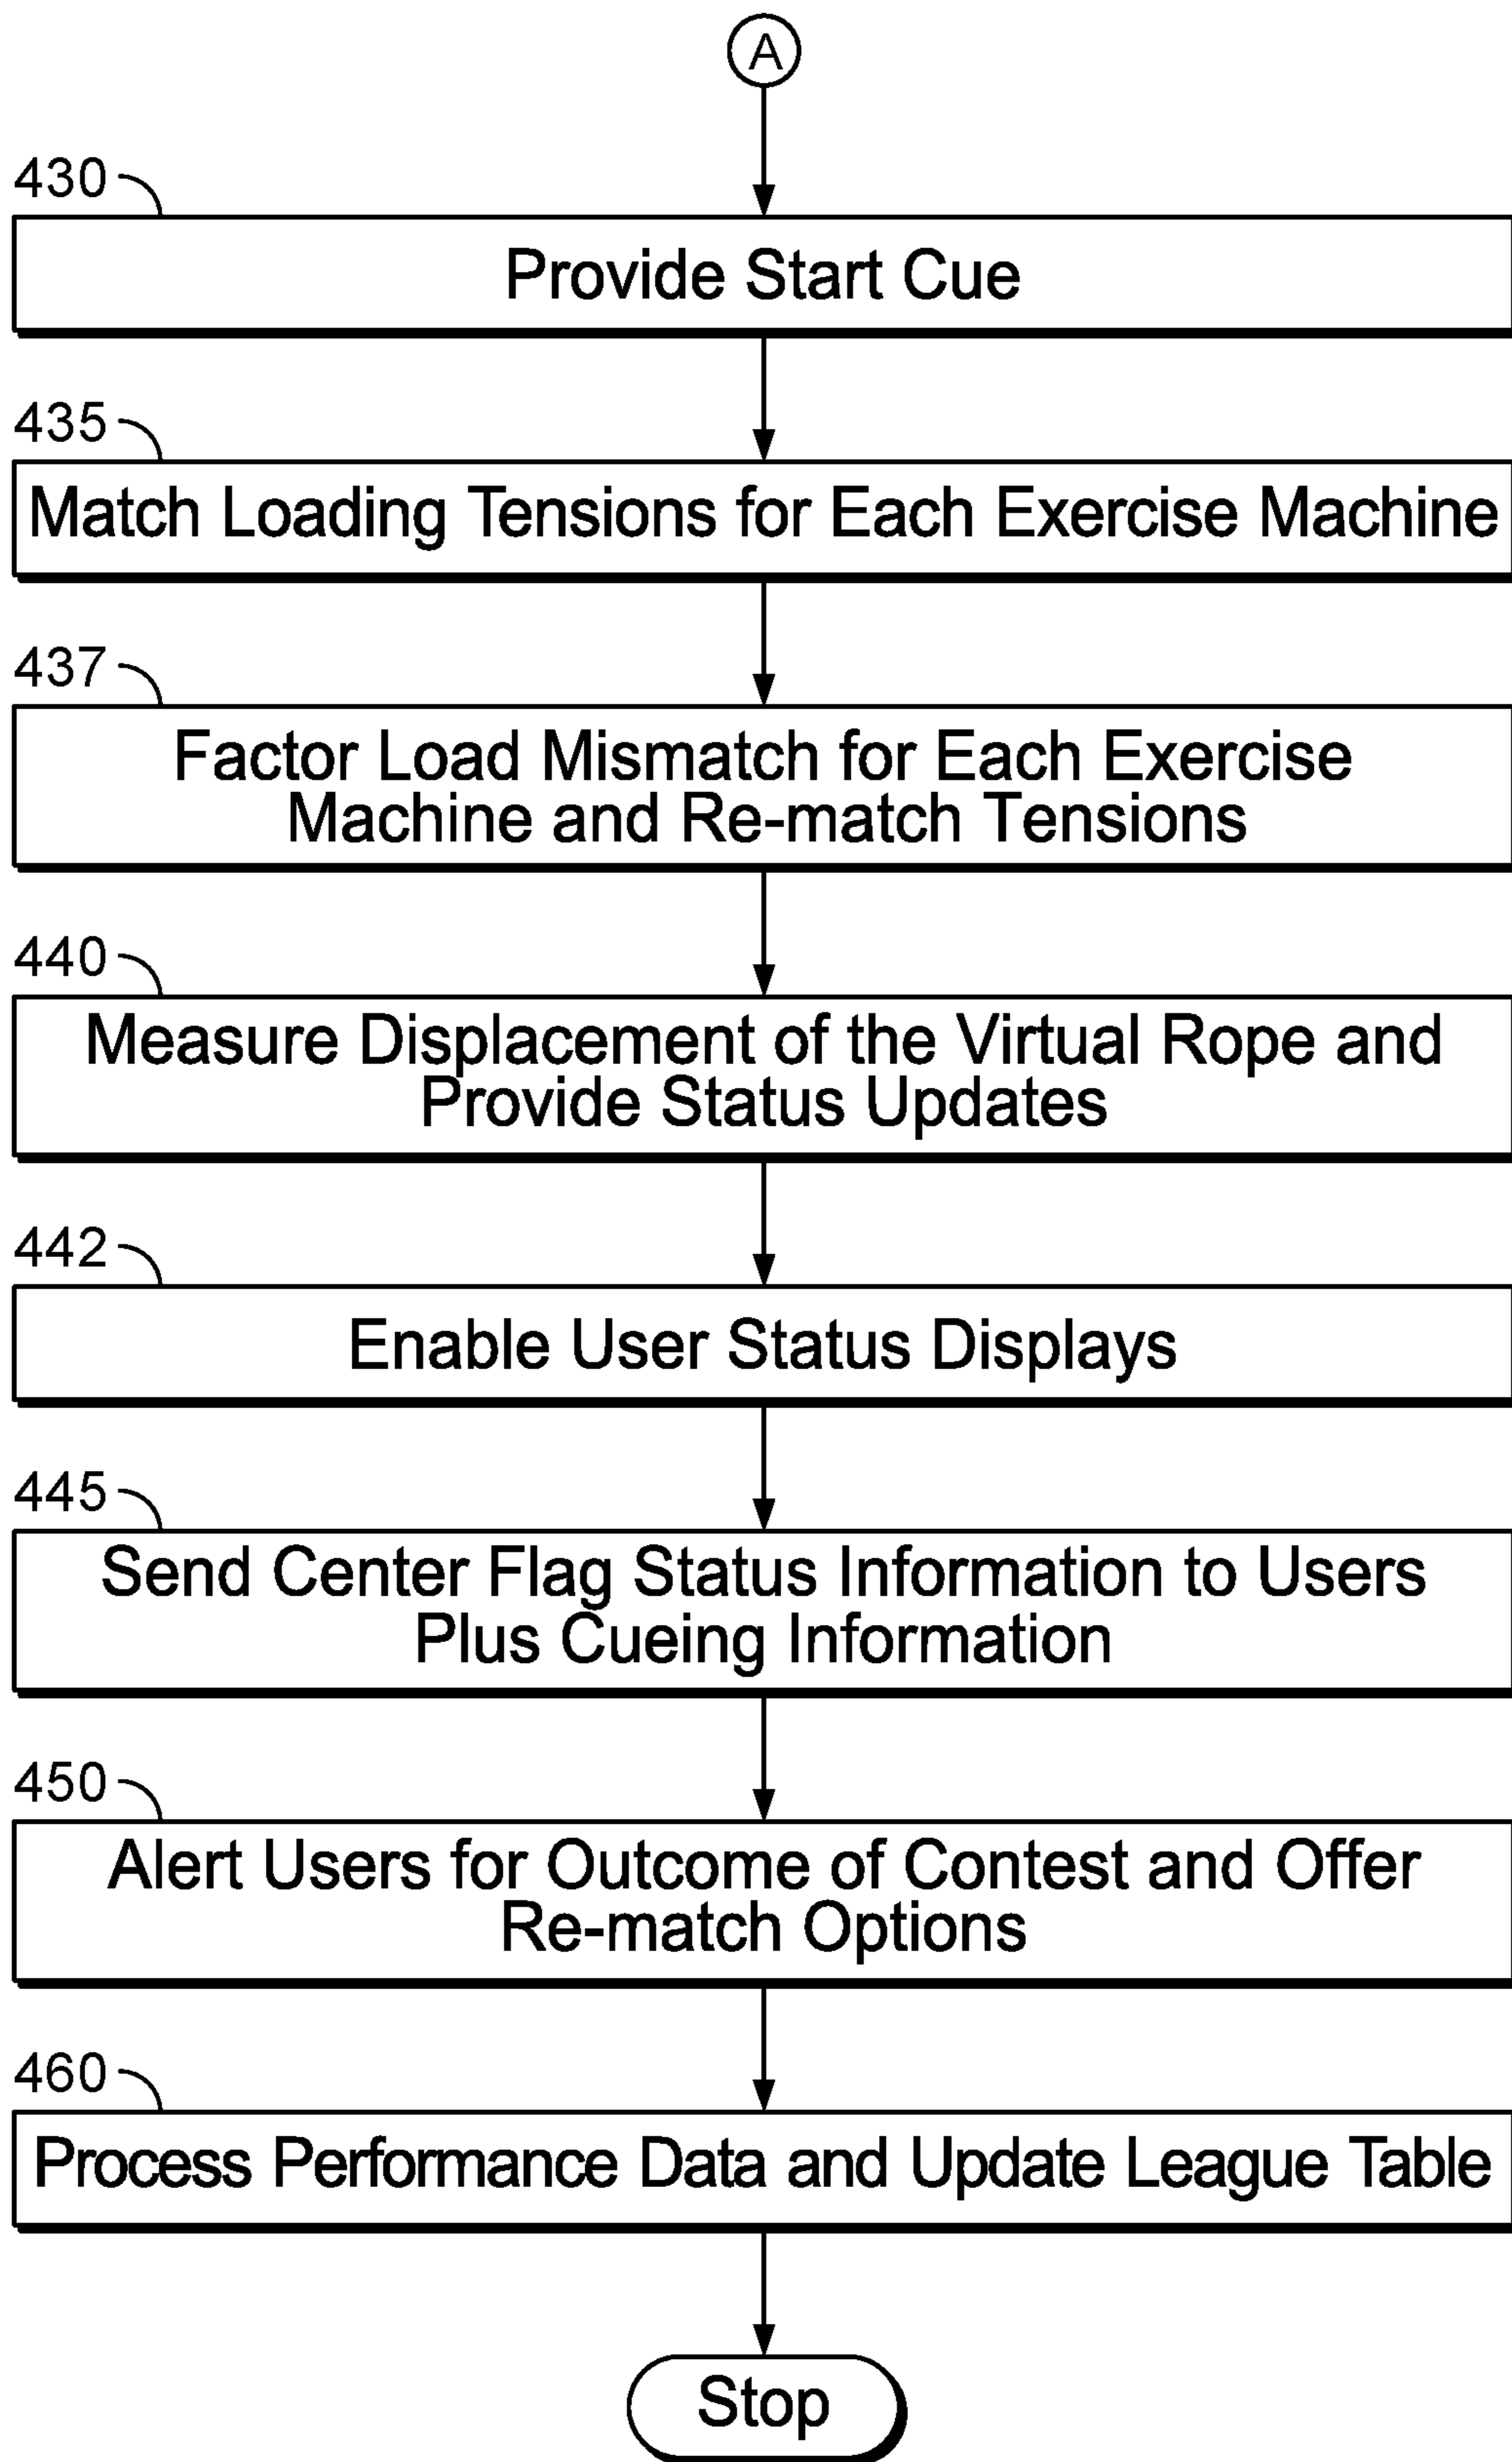 A
430
Provide Start Cue
435
Match Loading Tensions for Each Exercise Machine
437
Factor Load Mismatch for Each Exercise
Machine and Re-match Tensions
440
Measure Displacement of the Virtual Rope and
Provide Status Updates
442
Enable User Status Displays
445
Send Center Flag Status Information to Users
Plus Cueing Information
450
Alert Users for Outcome of Contest and Offer
Re-match Options
460
Process Performance Data and Update League Table
Stop